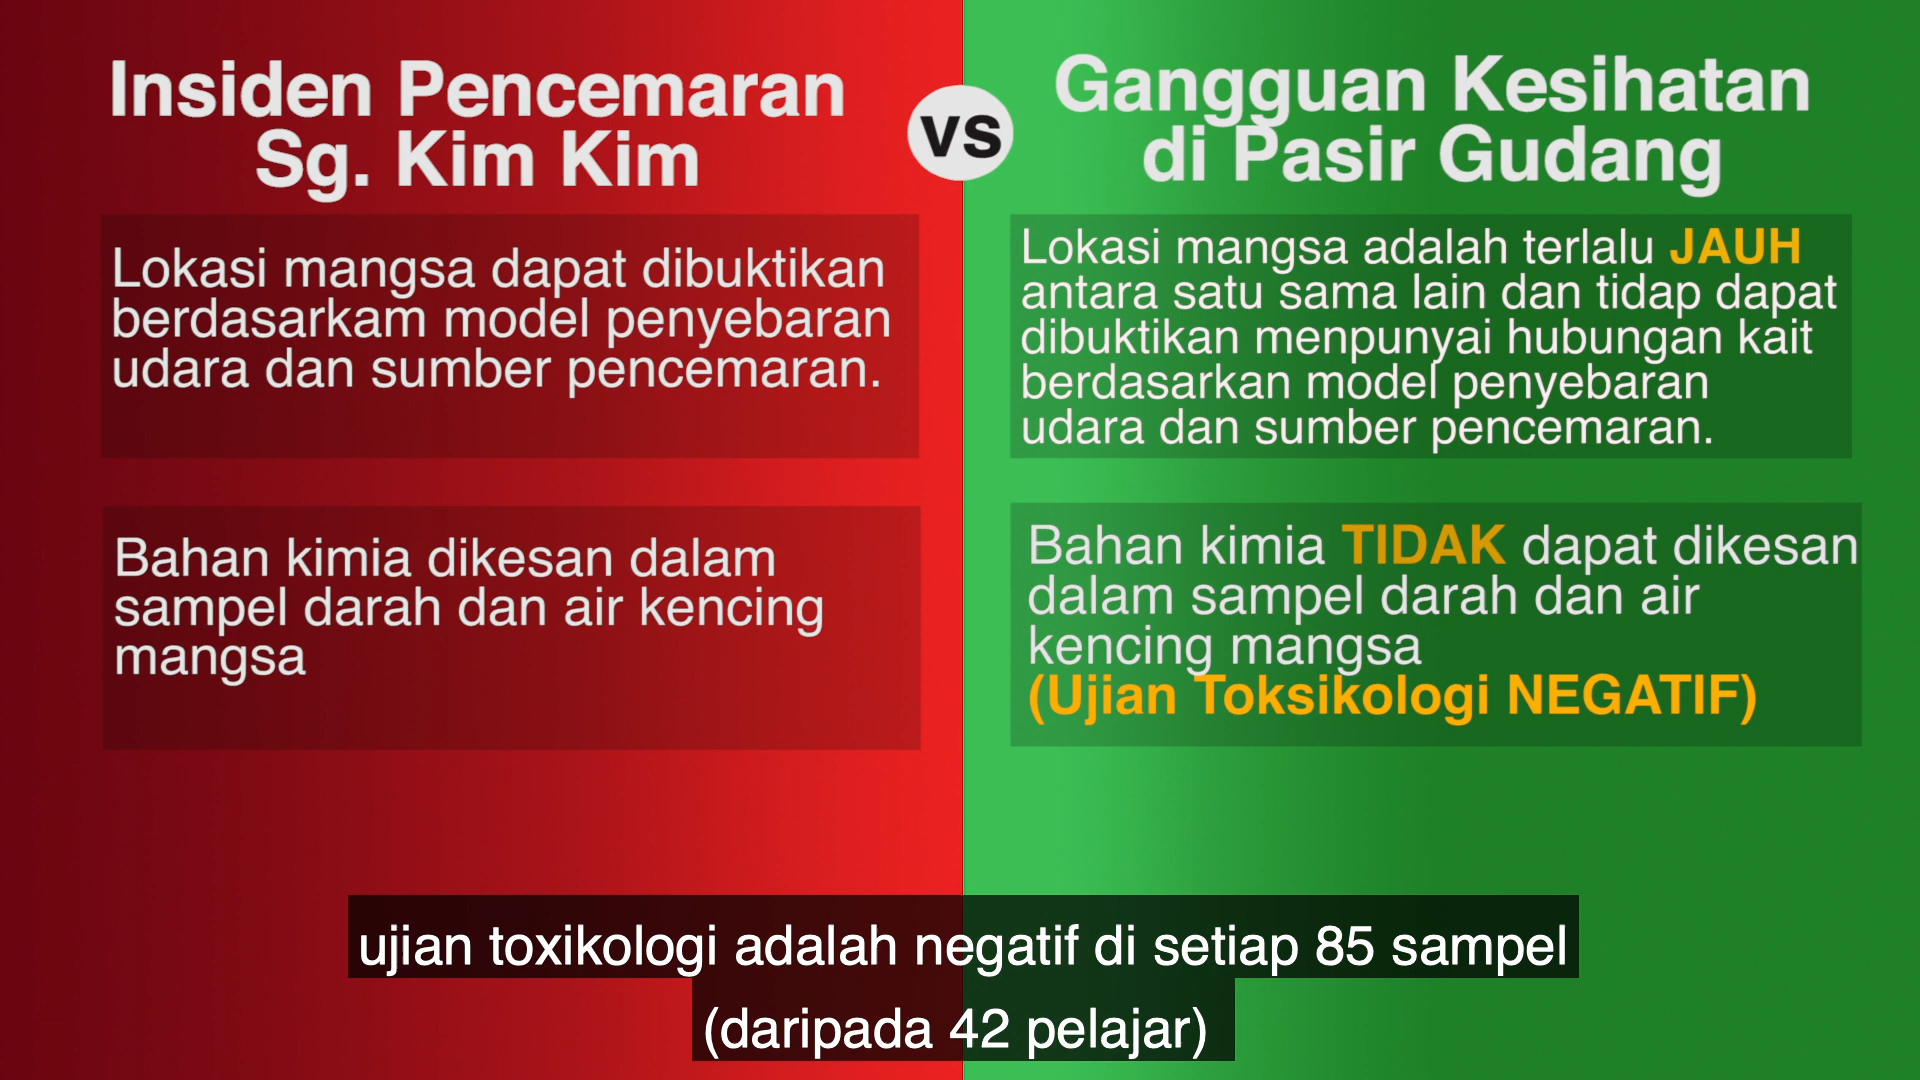 Insiden Pencemaran
Sg. Kim Kim
VS
Gangguan Kesihatan
di Pasir Gudang
Lokasi mangsa dapat dibuktikan
berdasarkam model penyebaran
udara dan sumber pencemaran.
Lokasi mangsa adalah terlalu JAUH
antara satu sama lain dan tidap dapat
dibuktikan menpunyai hubungan kait
berdasarkan model penyebaran
udara dan sumber pencemaran.
Bahan kimia dikesan dalam
sampel darah dan air kencing
mangsa
Bahan kimia TIDAK dapat dikesan
dalam sampel darah dan air
kencing mangsa
(Ujian Toksikologi NEGATIF)
ujian toxikologi adalah negatif di setiap 85 sampel
(daripada 42 pelajar)